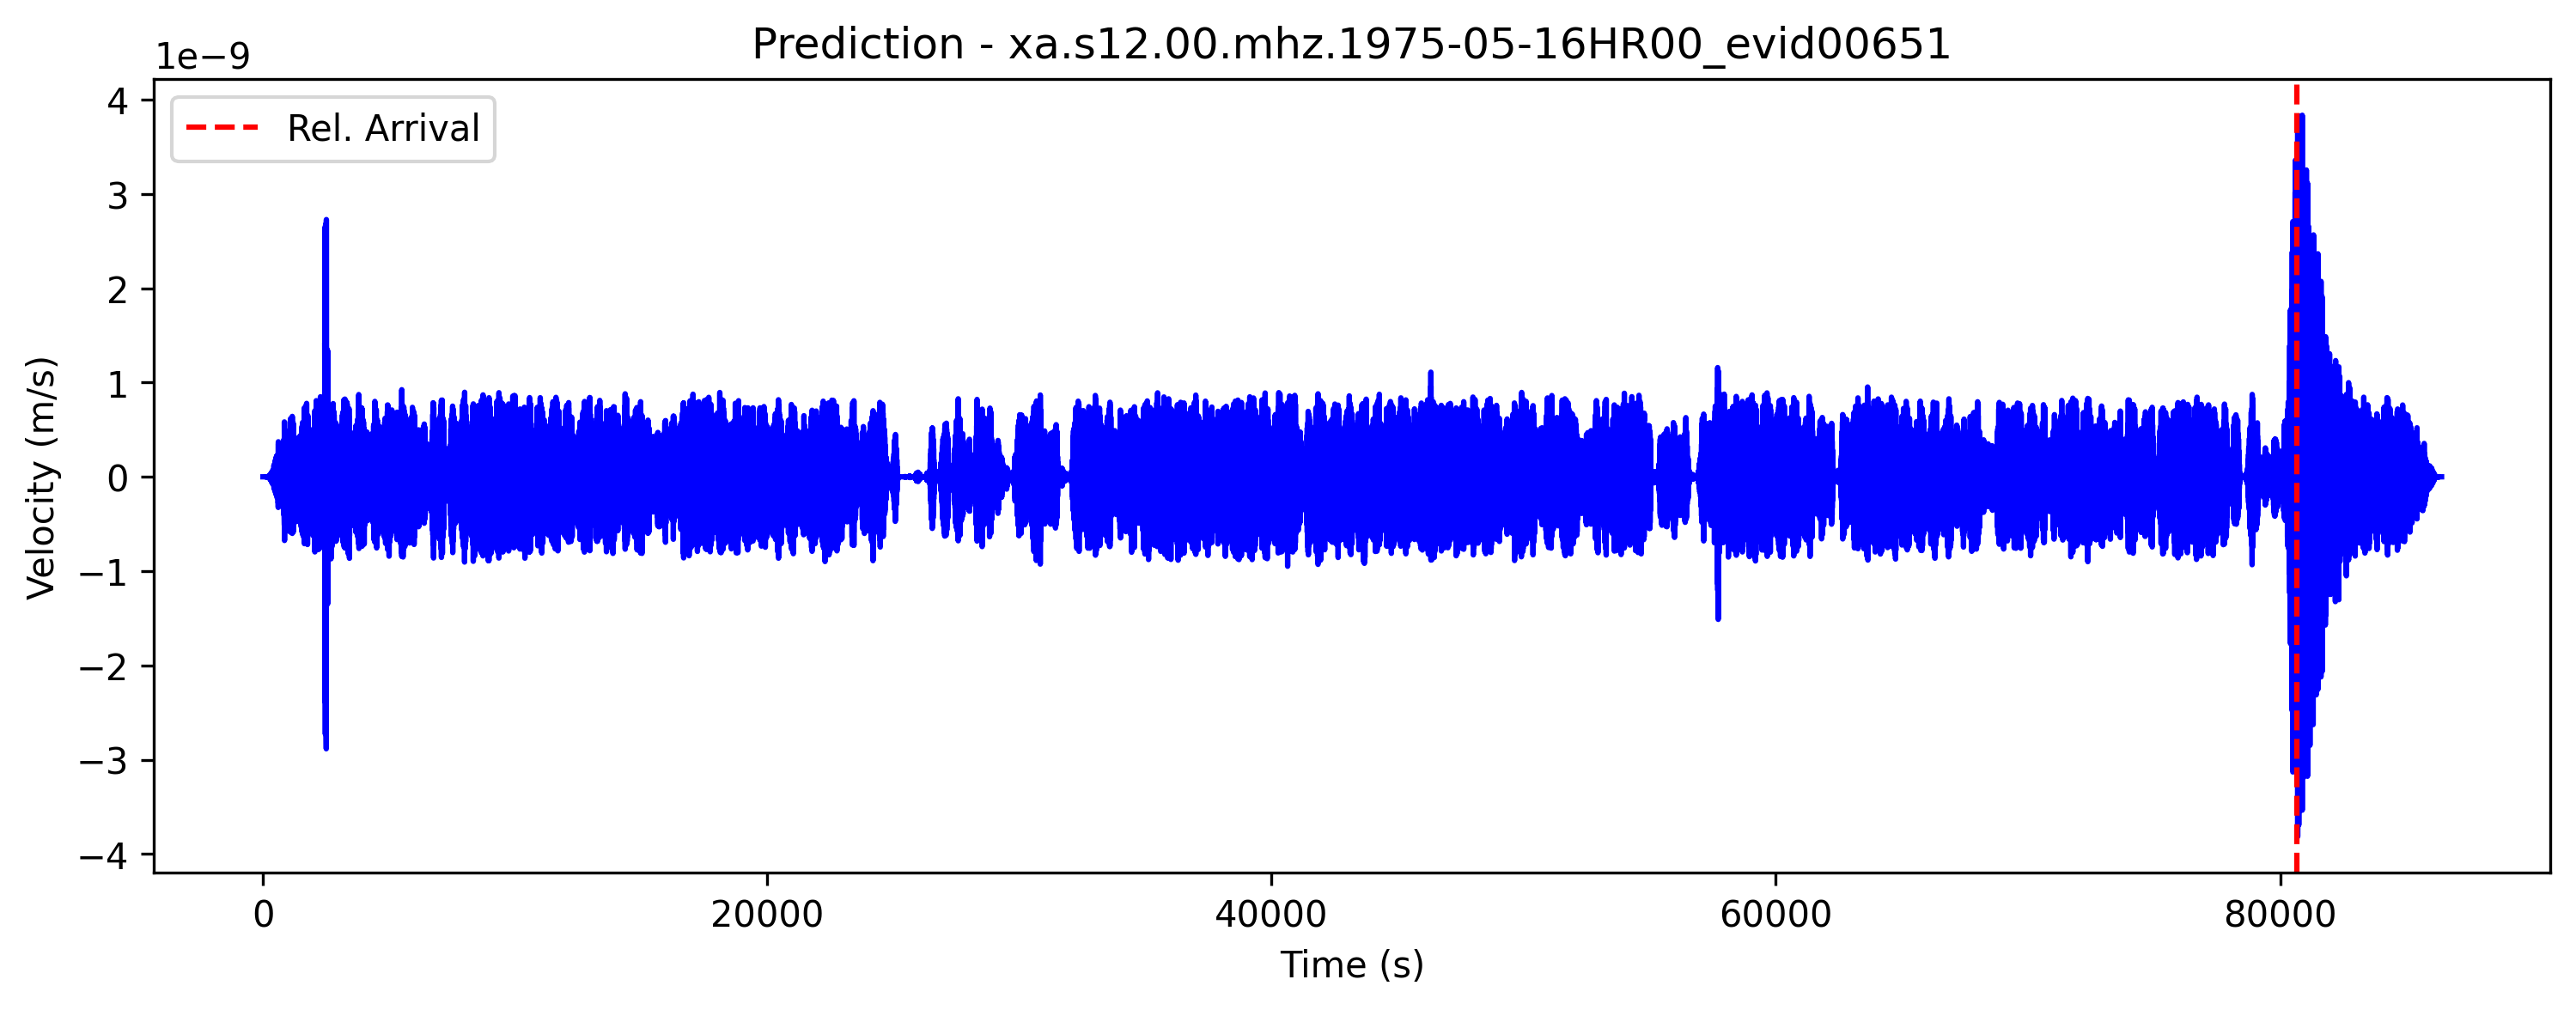 Prediction - xa.s12.00.mhz.1975-05-16HR00_evid00651
1e−9
Rel. Arrival
4
3
2
1
0
−1
−2
−3
−4
Velocity (m/s)
0 20000 40000 60000 80000
Time (s)